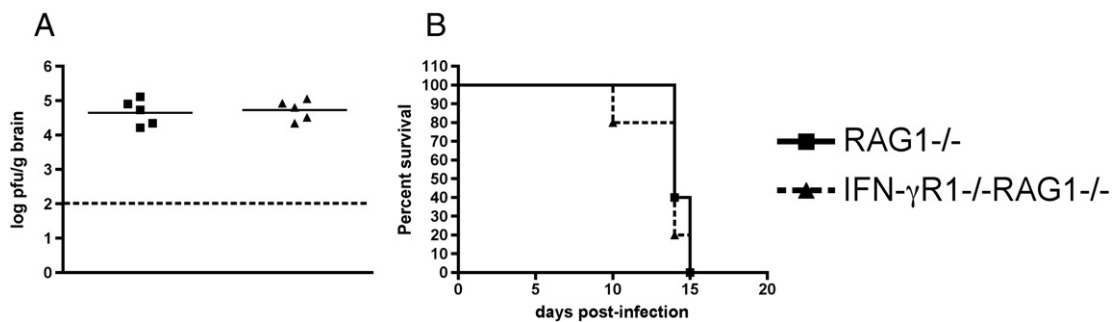 A
log pfu/g brain
6
5
4
3
2
1
0
B
Percent survival
110
100
90
80
70
60
50
40
30
20
10
0
0 5 10 15 20
days post-infection
RAG1-/-
IFN-γR1-/-RAG1-/-